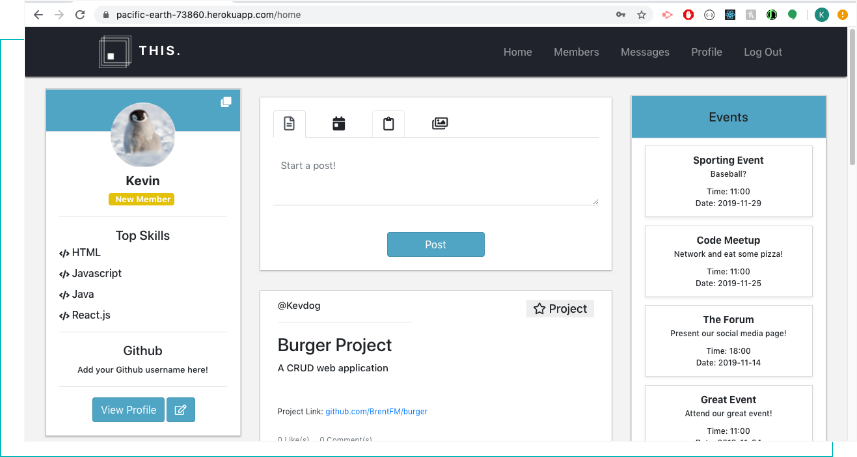 pacific-earth-73860.herokuapp.com/home
K
THIS.
Home
Members
Messages
Profile
Log Out
Kevin
New Member
Top Skills
HTML
Javascript
Java
React.js
Github
Add your Github username here!
View Profile
Start a post!
Post
@Kevdog
Project
Burger Project
A CRUD web application
Project Link: github.com/BrentFM/burger
0 Like(s) 0 Comment(s)
Events
Sporting Event
Baseball?
Time: 11:00
Date: 2019-11-29
Code Meetup
Network and eat some pizza!
Time: 11:00
Date: 2019-11-25
The Forum
Present our social media page!
Time: 18:00
Date: 2019-11-14
Great Event
Attend our great event!
Time: 11:00